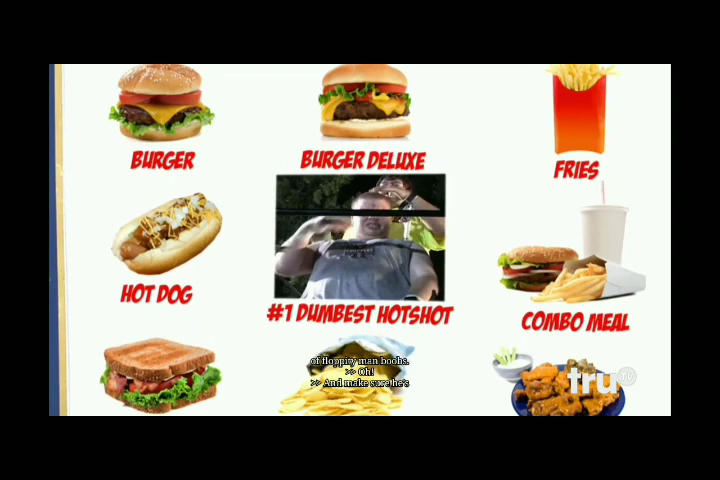 BURGER
BURGER DELUXE
FRIES
HOT DOG
#1 DUMBEST HOTSHOT
COMBO MEAL
of floppity man boobs.
>> Oh!
>> And make sure he's
tru tv